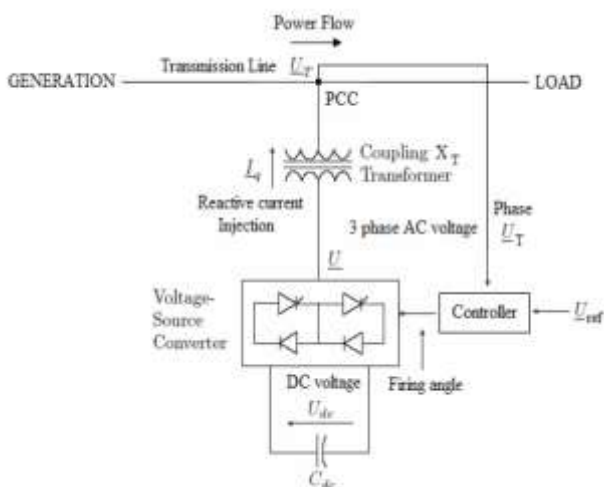 Power Flow
Transmission Line U_T
GENERATION
LOAD
PCC
Coupling X_T
Transformer
I_q
Reactive current
Injection
Phase
3 phase AC voltage
U_T
U
Voltage-
Source
Converter
Controller
U_ref
DC voltage
Firing angle
U_dc
C_dc